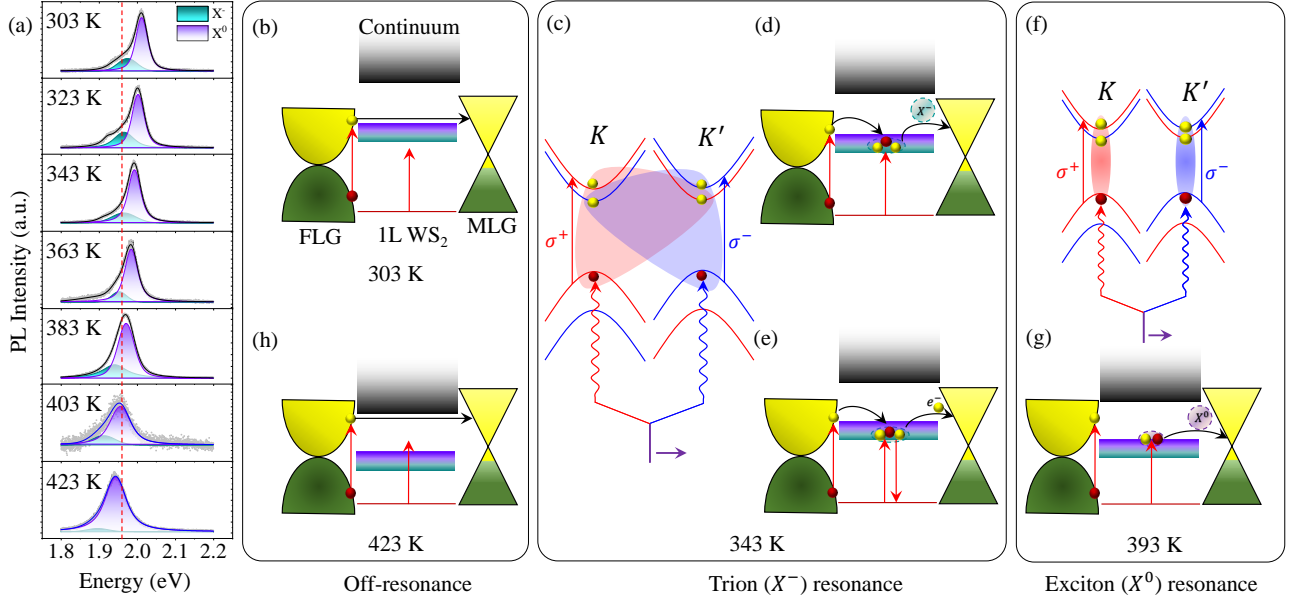 (a)
303 K
X⁻
X⁰
323 K
343 K
363 K
383 K
403 K
423 K
PL Intensity (a.u.)
1.8 1.9 2.0 2.1 2.2
Energy (eV)
(b)
Continuum
FLG
1L WS₂
MLG
303 K
(h)
423 K
Off-resonance
(c)
K K′
σ⁺ σ⁻
(d)
X⁻
(e)
e⁻
343 K
Trion (X⁻) resonance
(f)
K K′
σ⁺ σ⁻
(g)
X⁰
393 K
Exciton (X⁰) resonance